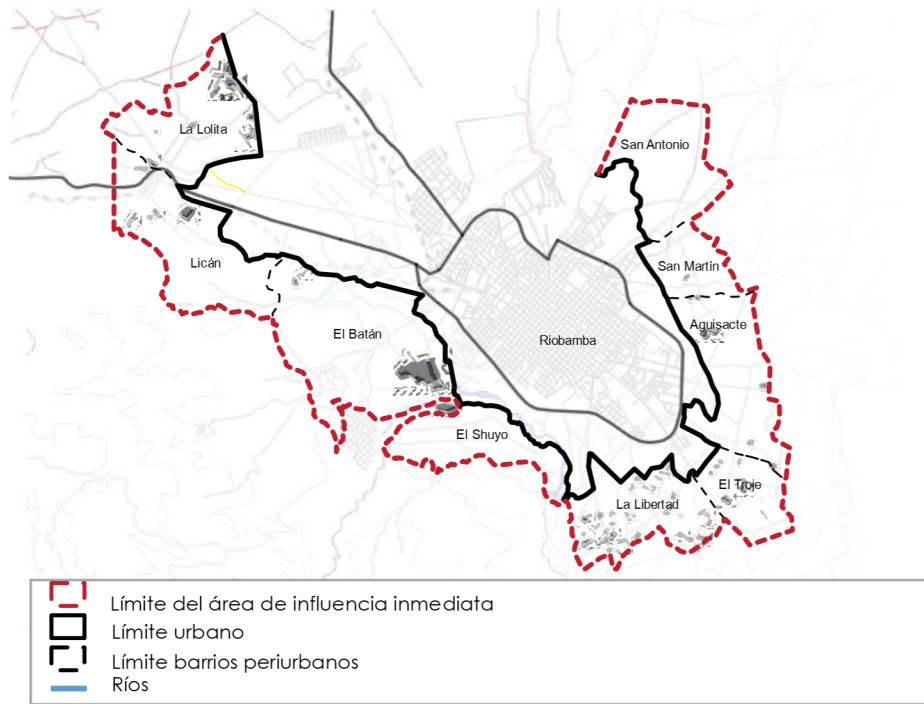 La Lolita
San Antonio
Licán
San Martín
El Batán
Aguisacte
Riobamba
El Shuyo
La Libertad
El Troje
Límite del área de influencia inmediata
Límite urbano
Límite barrios periurbanos
Ríos